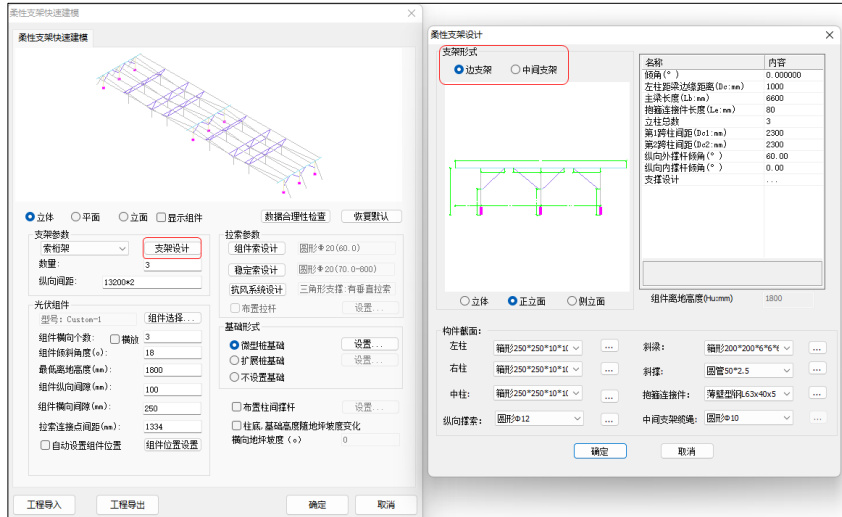 柔性支架快速建模
柔性支架快速建模
立体
平面
立面
显示组件
数据合理性检查
恢复默认
支架参数
索桁架
支架设计
数量:
3
纵向间距:
13200*2
光伏组件
型号: Custom-1
组件选择...
组件横向个数:
横放
3
组件倾斜角度(o):
18
最低离地高度(mm):
1800
组件纵向间隙(mm):
100
组件横向间隙(mm):
250
拉索连接点间距(mm):
1334
自动设置组件位置
组件位置设置
拉索参数
组件索设计
圆形Φ20(60.0)
稳定索设计
圆形Φ20(70.0-600)
抗风系统设计
三角形支撑:有垂直拉索
布置拉杆
设置...
基础形式
微型桩基础
设置...
扩展桩基础
设置...
不设置基础
布置柱间撑杆
设置...
柱底,基础高度随地坪坡度变化
横向地坪坡度(o)
0
工程导入
工程导出
确定
取消
柔性支架设计
支架形式
边支架
中间支架
立体
正立面
侧立面
名称
内容
倾角(°)
0.000000
左柱距梁边缘距离(Dc:mm)
1000
主梁长度(Lb:mm)
6600
抱箍连接件长度(Le:mm)
80
立柱总数
3
第1跨柱间距(Dc1:mm)
2300
第2跨柱间距(Dc2:mm)
2300
纵向外撑杆倾角(°)
60.00
纵向内撑杆倾角(°)
0.00
支撑设计
...
组件离地高度(Hu:mm)
1800
构件截面:
左柱
箱形250*250*10*1(
...
斜梁:
箱形200*200*6*6*
...
右柱
箱形250*250*10*1(
...
斜撑:
圆管50*2.5
...
中柱:
箱形250*250*10*1(
...
抱箍连接件:
薄壁型钢L63x40x5
...
纵向撑索:
圆形Φ12
...
中间支架缆绳:
圆形Φ10
...
确定
取消